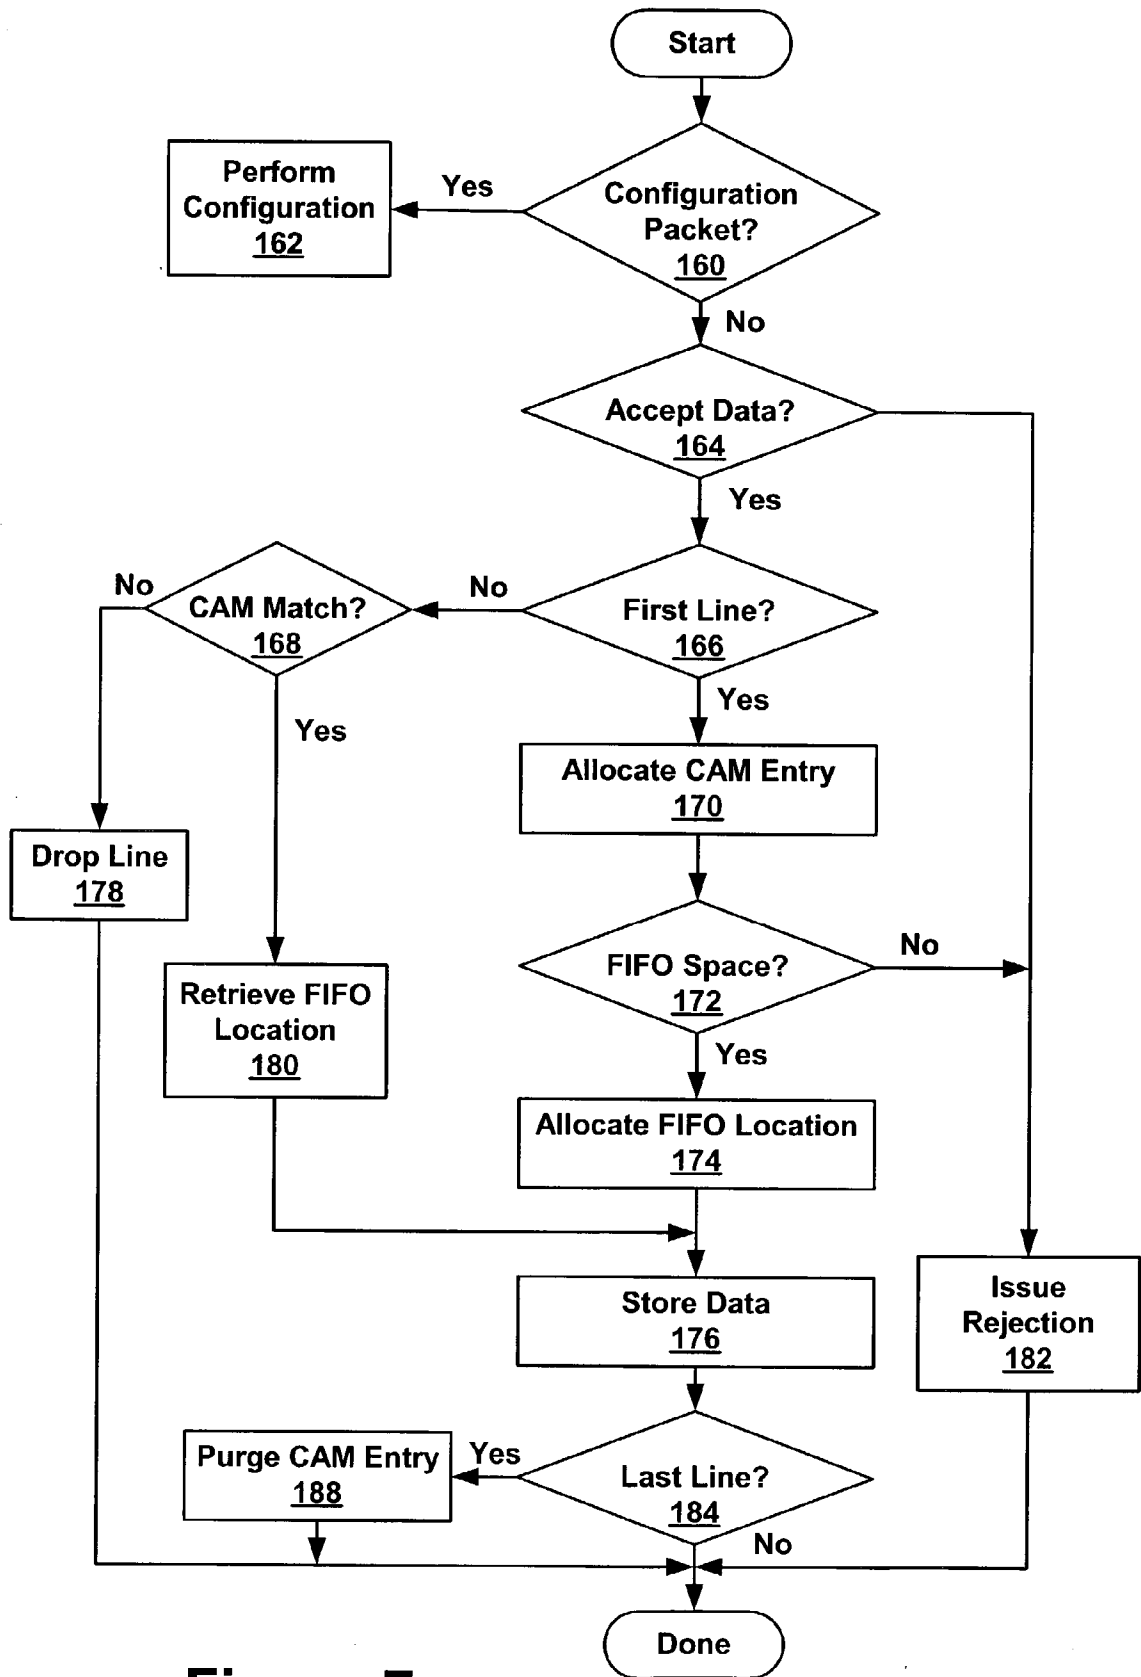 Start
Configuration
Packet?
160
Yes
Perform
Configuration
162
No
Accept Data?
164
Yes
First Line?
166
No
CAM Match?
168
No
Yes
Yes
Allocate CAM Entry
170
Drop Line
178
FIFO Space?
172
No
Retrieve FIFO
Location
180
Yes
Allocate FIFO Location
174
Store Data
176
Issue
Rejection
182
Last Line?
184
Yes
Purge CAM Entry
188
No
Done